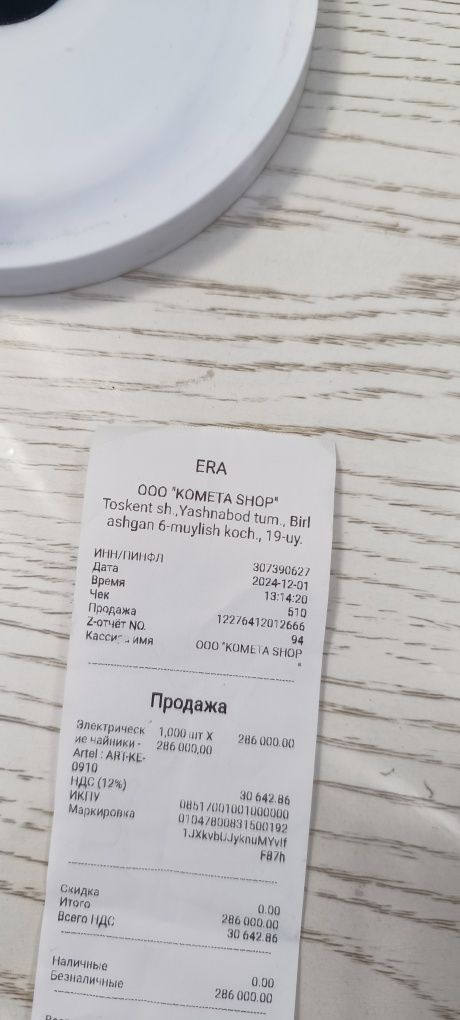 ERA
ООО "KOMETA SHOP"
Toskent sh.,Yashnabod tum., Birl
ashgan 6-muylish koch., 19-uy.
ИНН/ПИНФЛ 307390627
Дата 2024-12-01
Время 13:14:20
Чек 510
Продажа 12276412012666
Z-отчёт NO. 94
имя ООО "KOMETA SHOP
"
Продажа
Электрическ 1,000 шт X 286 000.00
ие чайники - 286 000,00
Artel : ART-KE-
0910
НДС (12%) 30 642.86
ИКПУ 08517001001000000
Маркировка 01047800831500192
F87h
Скидка 0.00
Итого 286 000.00
Всего НДС 30 642.86
Наличные 0.00
Безналичные 286 000.00